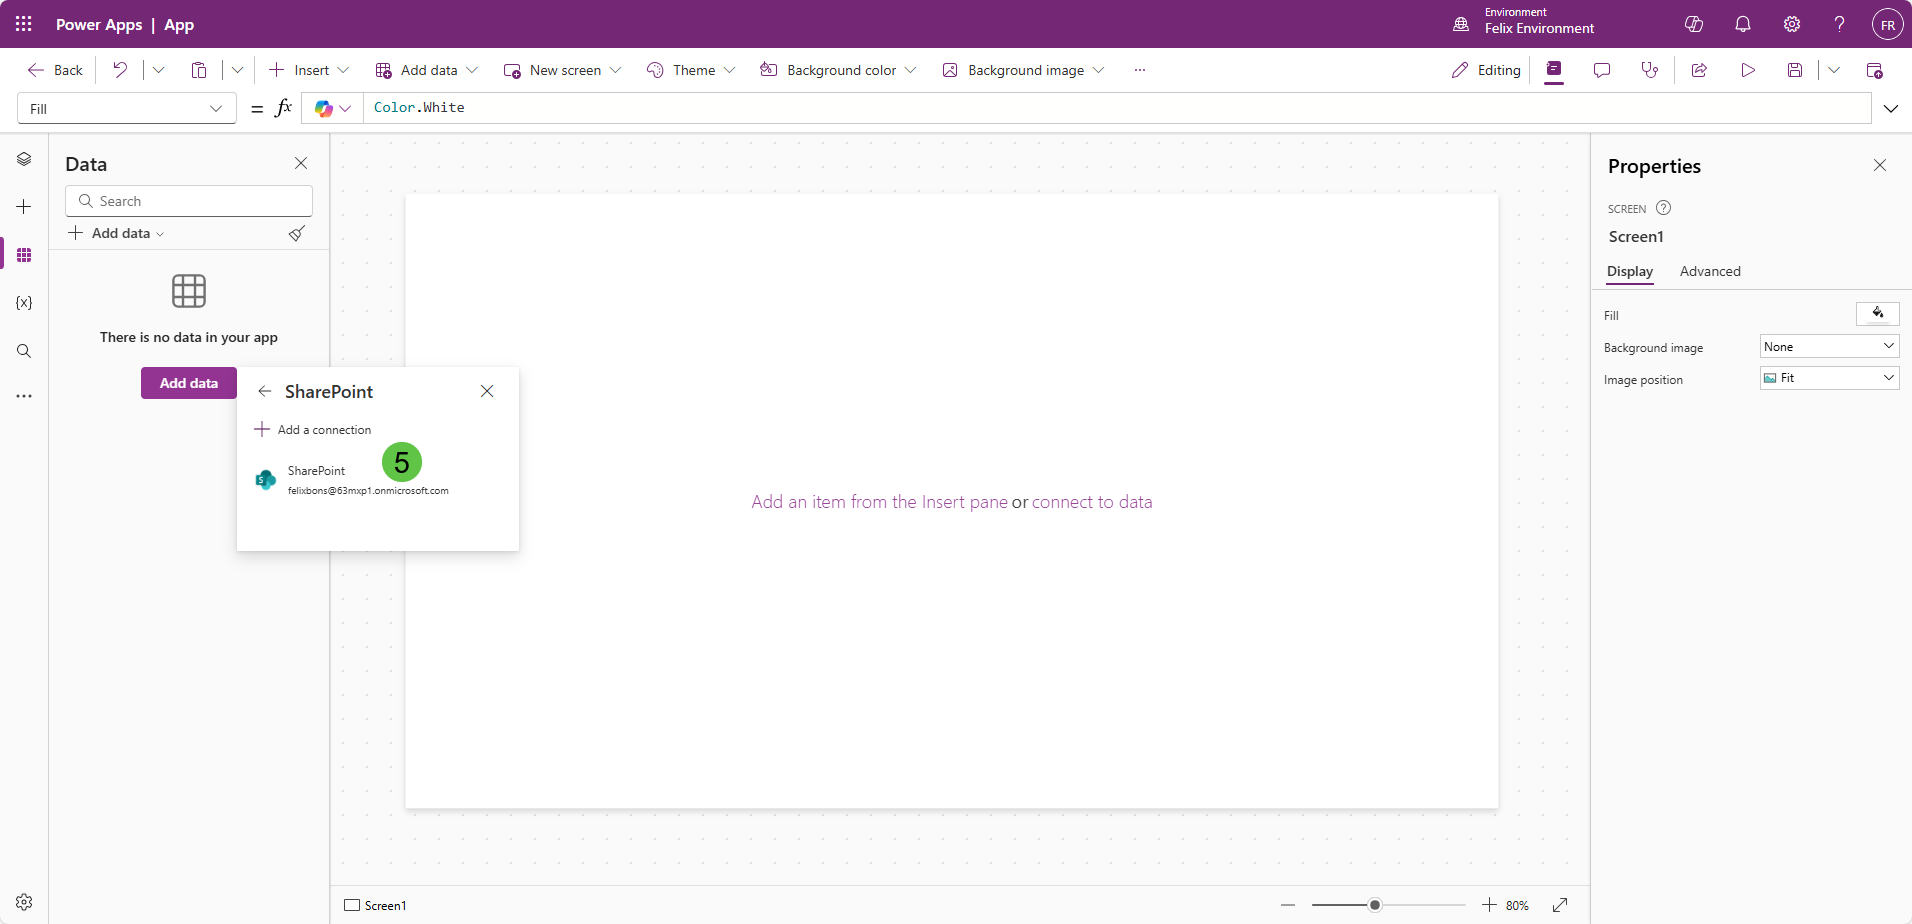 Power Apps | App
Environment
Felix Environment
FR
Back
Insert
Add data
New screen
Theme
Background color
Background image
...
Editing
Fill
= fx
Color.White
Data
Search
Add data
There is no data in your app
Add data
SharePoint
Add a connection
SharePoint
5
felixbons@63mxp1.onmicrosoft.com
Add an item from the Insert pane or connect to data
Properties
SCREEN
Screen1
Display
Advanced
Fill
Background image
None
Image position
Fit
Screen1
80%